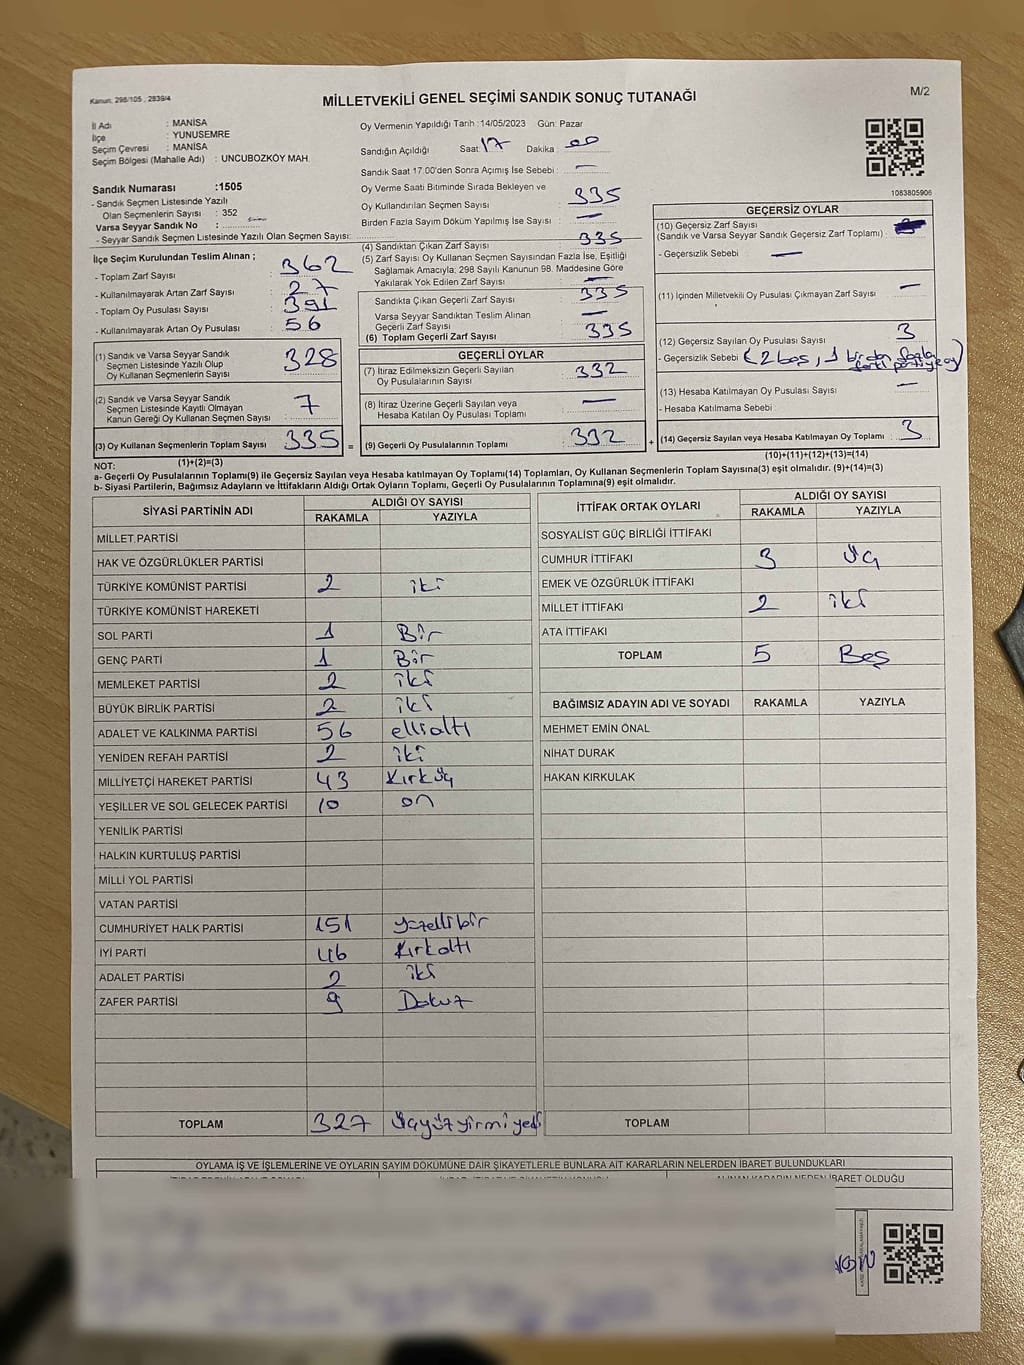 Kanun: 298/105 , 2839/4
MİLLETVEKİLİ GENEL SEÇİMİ SANDIK SONUÇ TUTANAĞI
M/2
İl Adı : MANİSA
İlçe : YUNUSEMRE
Seçim Çevresi : MANİSA
Seçim Bölgesi (Mahalle Adı) : UNCUBOZKÖY MAH.
Sandık Numarası :1505
- Sandık Seçmen Listesinde Yazılı
Olan Seçmenlerin Sayısı : 352
Varsa Seyyar Sandık No :
- Seyyar Sandık Seçmen Listesinde Yazılı Olan Seçmen Sayısı:
İlçe Seçim Kurulundan Teslim Alınan ;
- Toplam Zarf Sayısı : 362
- Kullanılmayarak Artan Zarf Sayısı : 27
- Toplam Oy Pusulası Sayısı : 391
- Kullanılmayarak Artan Oy Pusulası : 56
(1) Sandık ve Varsa Seyyar Sandık
Seçmen Listesinde Yazılı Olup
Oy Kullanan Seçmenlerin Sayısı : 328
(2) Sandık ve Varsa Seyyar Sandık
Seçmen Listesinde Kayıtlı Olmayan
Kanun Gereği Oy Kullanan Seçmen Sayısı : 7
(3) Oy Kullanan Seçmenlerin Toplam Sayısı : 335 =
(1)+(2)=(3)
Oy Vermenin Yapıldığı Tarih :14/05/2023 Gün: Pazar
Sandığın Açıldığı Saat 17 Dakika : 00
Sandık Saat 17.00'den Sonra Açımış İse Sebebi : —
Oy Verme Saati Bitiminde Sırada Bekleyen ve
Oy Kullandırılan Seçmen Sayısı : 335
Birden Fazla Sayım Döküm Yapılmış İse Sayısı : —
(4) Sandıktan Çıkan Zarf Sayısı : 335
(5) Zarf Sayısı Oy Kullanan Seçmen Sayısından Fazla İse, Eşitliği
Sağlamak Amacıyla; 298 Sayılı Kanunun 98. Maddesine Göre
Yakılarak Yok Edilen Zarf Sayısı : —
Sandıkta Çıkan Geçerli Zarf Sayısı : 335
Varsa Seyyar Sandıktan Teslim Alınan
Geçerli Zarf Sayısı : —
(6) Toplam Geçerli Zarf Sayısı : 335
GEÇERLİ OYLAR
(7) İtiraz Edilmeksizin Geçerli Sayılan
Oy Pusulalarının Sayısı : 332
(8) İtiraz Üzerine Geçerli Sayılan veya
Hesaba Katılan Oy Pusulası Toplamı : —
(9) Geçerli Oy Pusulalarının Toplamı : 332 +
1083805906
GEÇERSİZ OYLAR
(10) Geçersiz Zarf Sayısı
(Sandık ve Varsa Seyyar Sandık Geçersiz Zarf Toplamı) :
- Geçersizlik Sebebi : —
(11) İçinden Milletvekili Oy Pusulası Çıkmayan Zarf Sayısı : —
(12) Geçersiz Sayılan Oy Pusulası Sayısı : 3
- Geçersizlik Sebebi : (2 boş, 1 birden fazla
farklı partiye oy)
(13) Hesaba Katılmayan Oy Pusulası Sayısı : —
- Hesaba Katılmama Sebebi :
(14) Geçersiz Sayılan veya Hesaba Katılmayan Oy Toplamı : 3
(10)+(11)+(12)+(13)=(14)
NOT:
a- Geçerli Oy Pusulalarının Toplamı(9) ile Geçersiz Sayılan veya Hesaba katılmayan Oy Toplamı(14) Toplamları, Oy Kullanan Seçmenlerin Toplam Sayısına(3) eşit olmalıdır. (9)+(14)=(3)
b- Siyasi Partilerin, Bağımsız Adayların ve İttifakların Aldığı Ortak Oyların Toplamı, Geçerli Oy Pusulalarının Toplamına(9) eşit olmalıdır.
SİYASİ PARTİNİN ADI ALDIĞI OY SAYISI
RAKAMLA YAZIYLA
MİLLET PARTİSİ
HAK VE ÖZGÜRLÜKLER PARTİSİ
TÜRKİYE KOMÜNİST PARTİSİ 2 iki
TÜRKİYE KOMÜNİST HAREKETİ
SOL PARTİ 1 Bir
GENÇ PARTİ 1 Bir
MEMLEKET PARTİSİ 2 iki
BÜYÜK BİRLİK PARTİSİ 2 iki
ADALET VE KALKINMA PARTİSİ 56 ellialtı
YENİDEN REFAH PARTİSİ 2 iki
MİLLİYETÇİ HAREKET PARTİSİ 43 Kırküç
YEŞİLLER VE SOL GELECEK PARTİSİ 10 on
YENİLİK PARTİSİ
HALKIN KURTULUŞ PARTİSİ
MİLLİ YOL PARTİSİ
VATAN PARTİSİ
CUMHURİYET HALK PARTİSİ 151 yüzellibir
İYİ PARTİ 46 Kırkaltı
ADALET PARTİSİ 2 iki
ZAFER PARTİSİ 9 Dokuz
TOPLAM 327 Üçyüzyirmiyedi
İTTİFAK ORTAK OYLARI ALDIĞI OY SAYISI
RAKAMLA YAZIYLA
SOSYALİST GÜÇ BİRLİĞİ İTTİFAKI
CUMHUR İTTİFAKI 3 Üç
EMEK VE ÖZGÜRLÜK İTTİFAKI
MİLLET İTTİFAKI 2 iki
ATA İTTİFAKI
TOPLAM 5 Beş
BAĞIMSIZ ADAYIN ADI VE SOYADI RAKAMLA YAZIYLA
MEHMET EMİN ÖNAL
NİHAT DURAK
HAKAN KIRKULAK
TOPLAM
OYLAMA İŞ VE İŞLEMLERİNE VE OYLARIN SAYIM DÖKÜMÜNE DAİR ŞİKAYETLERLE BUNLARA AİT KARARLARIN NELERDEN İBARET BULUNDUKLARI
ALINAN KARARIN NEDEN İBARET OLDUĞU